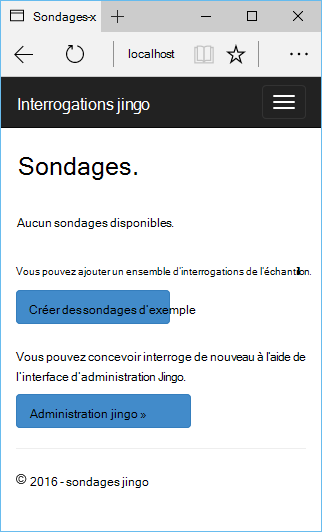 Sondages-x
localhost
Interrogations jingo
Sondages.
Aucun sondages disponibles.
Vous pouvez ajouter un ensemble d'interrogations de l'échantillon.
Créer des sondages d'exemple
Vous pouvez concevoir interroge de nouveau à l'aide de
l'interface d'administration Jingo.
Administration jingo »
© 2016 - sondages jingo